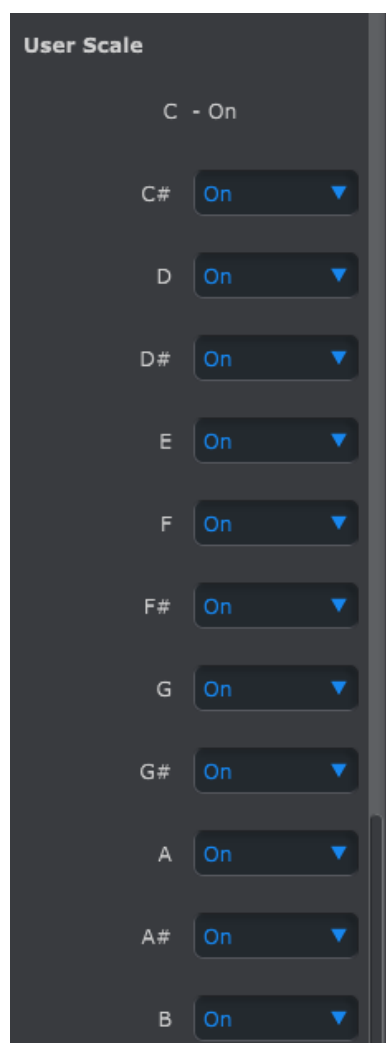 User Scale
C - On
C# On
D On
D# On
E On
F On
F# On
G On
G# On
A On
A# On
B On